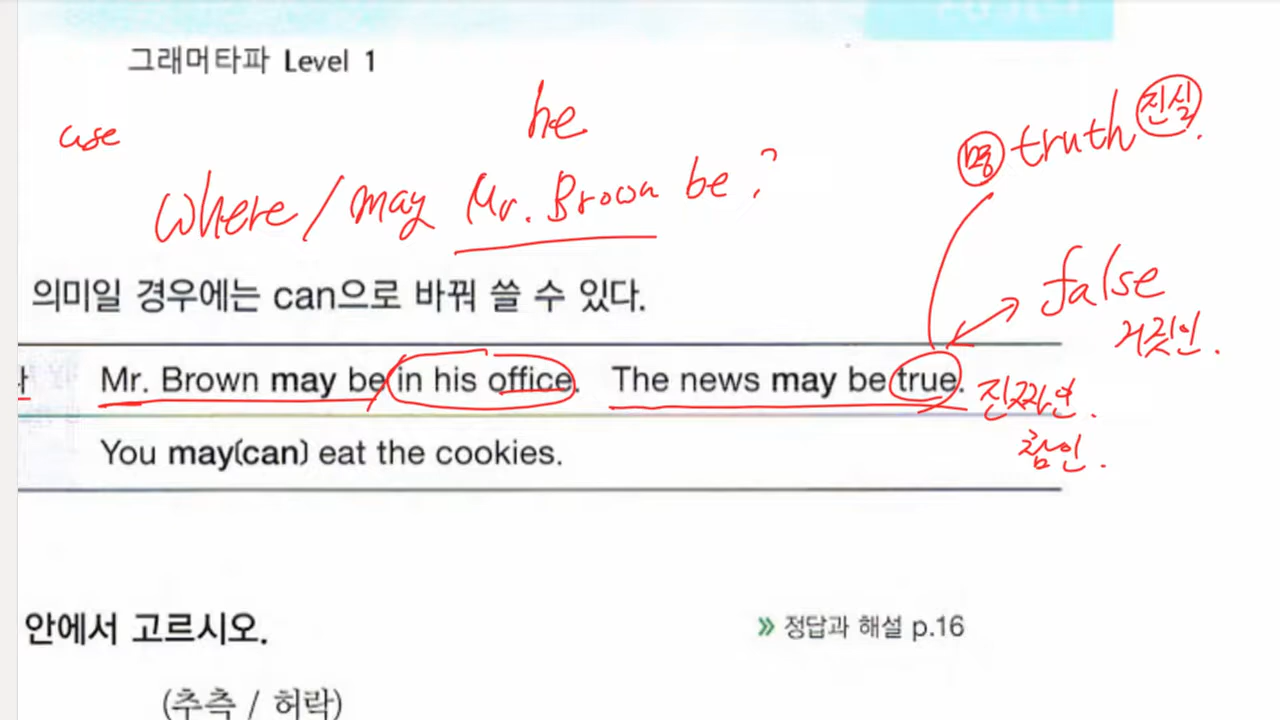 그래머타파 Level 1
he
use
명 truth 진실.
Where / may Mr. Brown be?
false
거짓인.
의미일 경우에는 can으로 바꿔 쓸 수 있다.
Mr. Brown may be in his office. The news may be true.
진짜인.
참인.
You may(can) eat the cookies.
안에서 고르시오.
» 정답과 해설 p.16
(추측 / 허락)